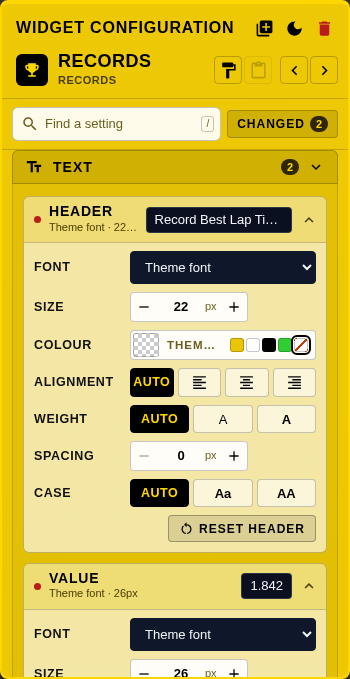 WIDGET CONFIGURATION
RECORDS
RECORDS
Find a setting /
CHANGED 2
TEXT 2
HEADER
Theme font · 22…
Record Best Lap Ti…
FONT Theme font
SIZE − 22 px +
COLOUR THEM…
ALIGNMENT AUTO
WEIGHT AUTO A A
SPACING − 0 px +
CASE AUTO Aa AA
RESET HEADER
VALUE
Theme font · 26px
1.842
FONT Theme font
SIZE − 26 px +